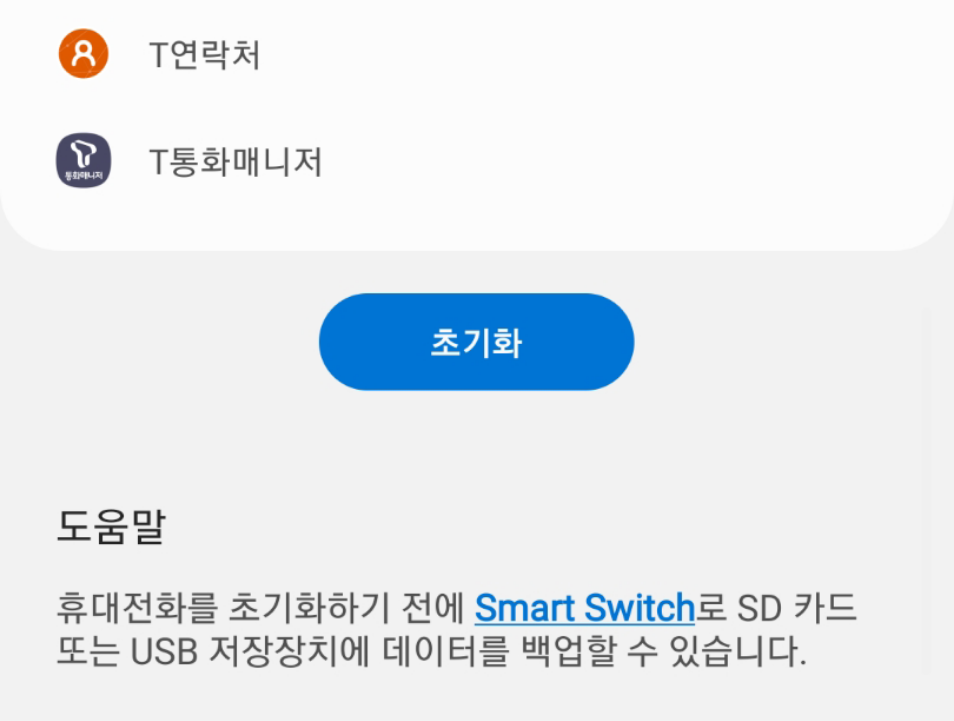 T연락처
통화매니저
T통화매니저
초기화
도움말
휴대전화를 초기화하기 전에 Smart Switch로 SD 카드
또는 USB 저장장치에 데이터를 백업할 수 있습니다.